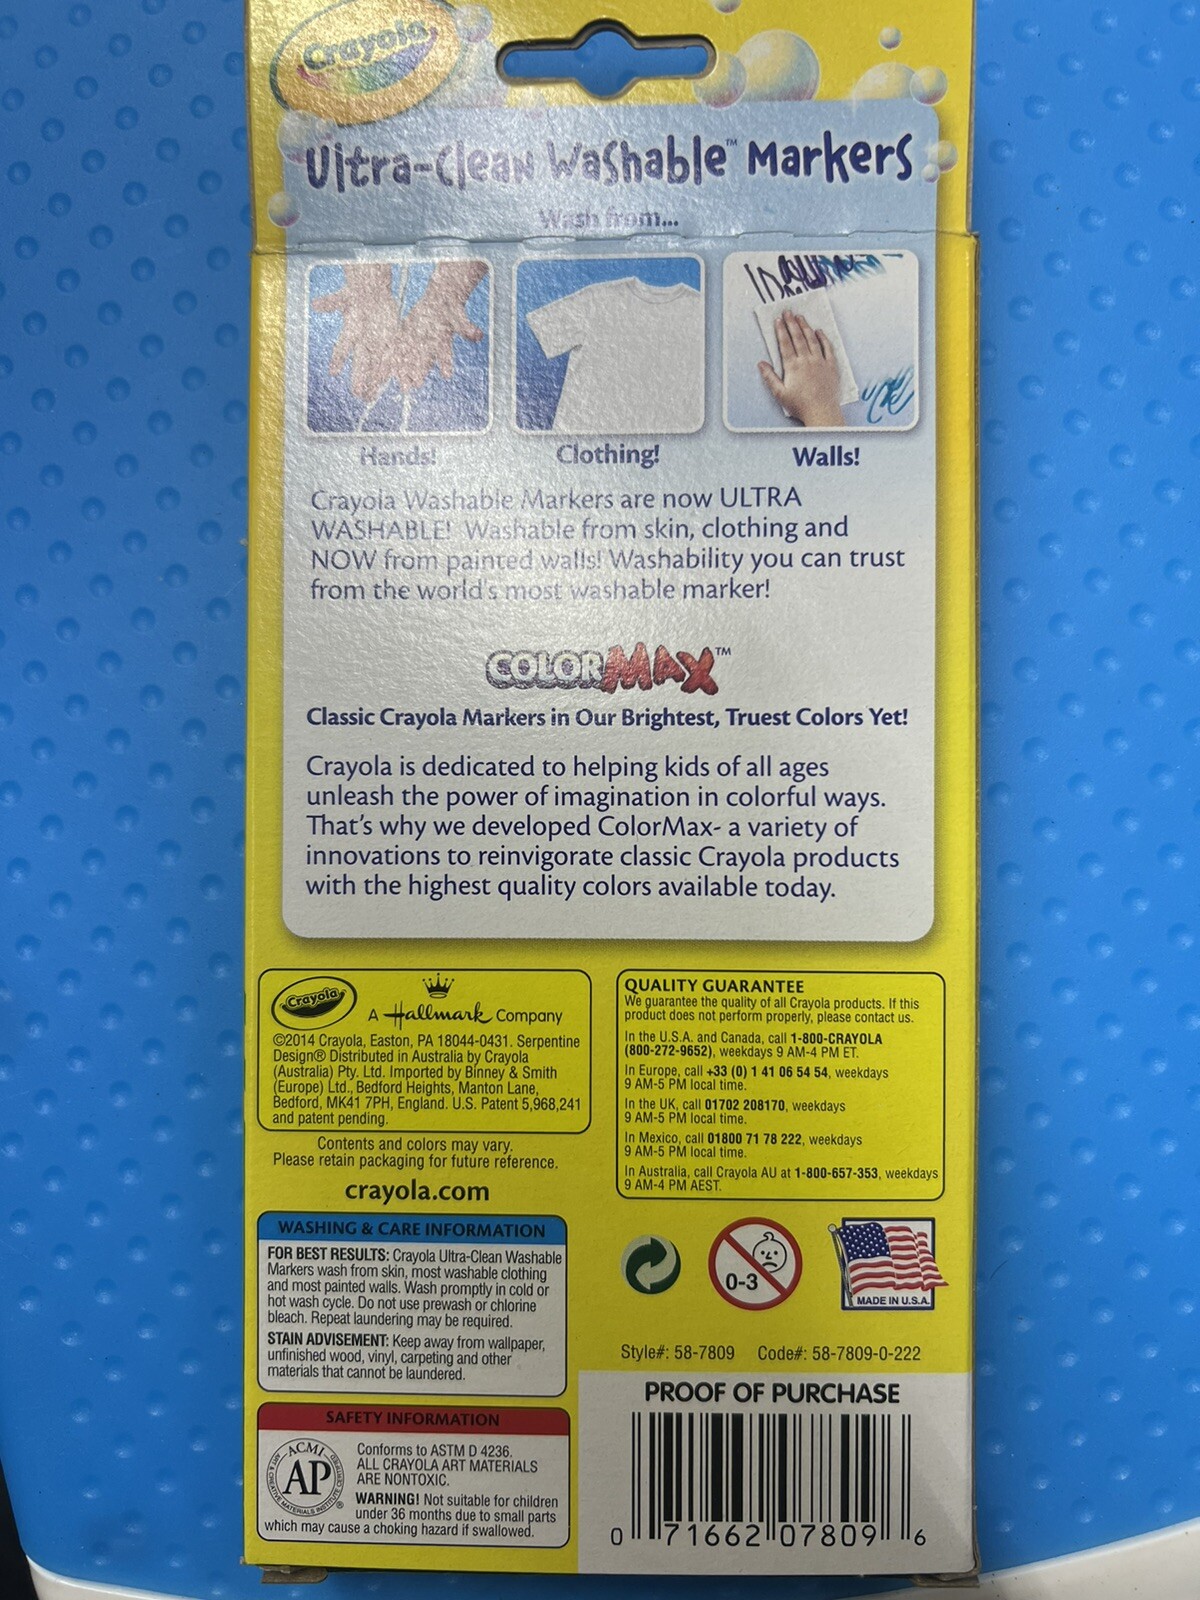 Crayola
Ultra-Clean Washable™ Markers
Wash from...
Hands!
Clothing!
Walls!
Crayola Washable Markers are now ULTRA
WASHABLE! Washable from skin, clothing and
NOW from painted walls! Washability you can trust
from the world's most washable marker!
COLORMAX™
Classic Crayola Markers in Our Brightest, Truest Colors Yet!
Crayola is dedicated to helping kids of all ages
unleash the power of imagination in colorful ways.
That's why we developed ColorMax- a variety of
innovations to reinvigorate classic Crayola products
with the highest quality colors available today.
Crayola
A Hallmark Company
©2014 Crayola, Easton, PA 18044-0431. Serpentine
Design® Distributed in Australia by Crayola
(Australia) Pty. Ltd. Imported by Binney & Smith
(Europe) Ltd., Bedford Heights, Manton Lane,
Bedford, MK41 7PH, England. U.S. Patent 5,968,241
and patent pending.
Contents and colors may vary.
Please retain packaging for future reference.
crayola.com
QUALITY GUARANTEE
We guarantee the quality of all Crayola products. If this
product does not perform properly, please contact us.
In the U.S.A. and Canada, call 1-800-CRAYOLA
(800-272-9652), weekdays 9 AM-4 PM ET.
In Europe, call +33 (0) 1 41 06 54 54, weekdays
9 AM-5 PM local time.
In the UK, call 01702 208170, weekdays
9 AM-5 PM local time.
In Mexico, call 01800 71 78 222, weekdays
9 AM-5 PM local time.
In Australia, call Crayola AU at 1-800-657-353, weekdays
9 AM-4 PM AEST.
WASHING & CARE INFORMATION
FOR BEST RESULTS: Crayola Ultra-Clean Washable
Markers wash from skin, most washable clothing
and most painted walls. Wash promptly in cold or
hot wash cycle. Do not use prewash or chlorine
bleach. Repeat laundering may be required.
STAIN ADVISEMENT: Keep away from wallpaper,
unfinished wood, vinyl, carpeting and other
materials that cannot be laundered.
0-3
MADE IN U.S.A.
Style#: 58-7809 Code#: 58-7809-0-222
SAFETY INFORMATION
ACMI
AP
ART & CREATIVE MATERIALS INSTITUTE CERTIFIED
®
Conforms to ASTM D 4236.
ALL CRAYOLA ART MATERIALS
ARE NONTOXIC.
WARNING! Not suitable for children
under 36 months due to small parts
which may cause a choking hazard if swallowed.
PROOF OF PURCHASE
0 71662 07809 6